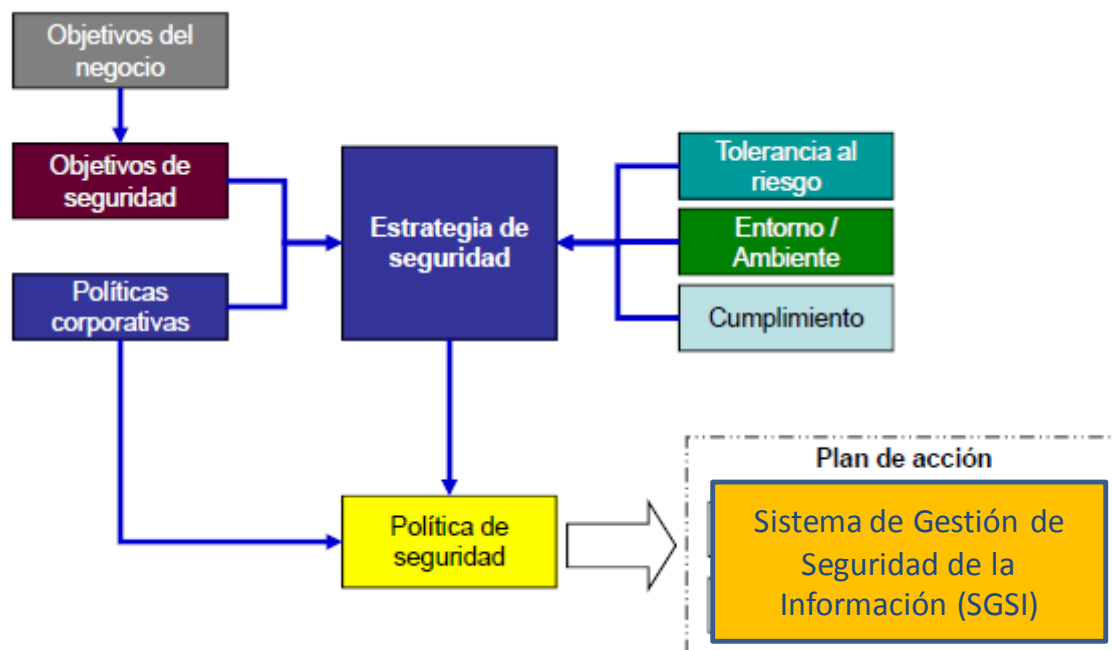 Objetivos del
negocio
Objetivos de
seguridad
Políticas
corporativas
Estrategia de
seguridad
Tolerancia al
riesgo
Entorno /
Ambiente
Cumplimiento
Política de
seguridad
Plan de acción
Sistema de Gestión de
Seguridad de la
Información (SGSI)